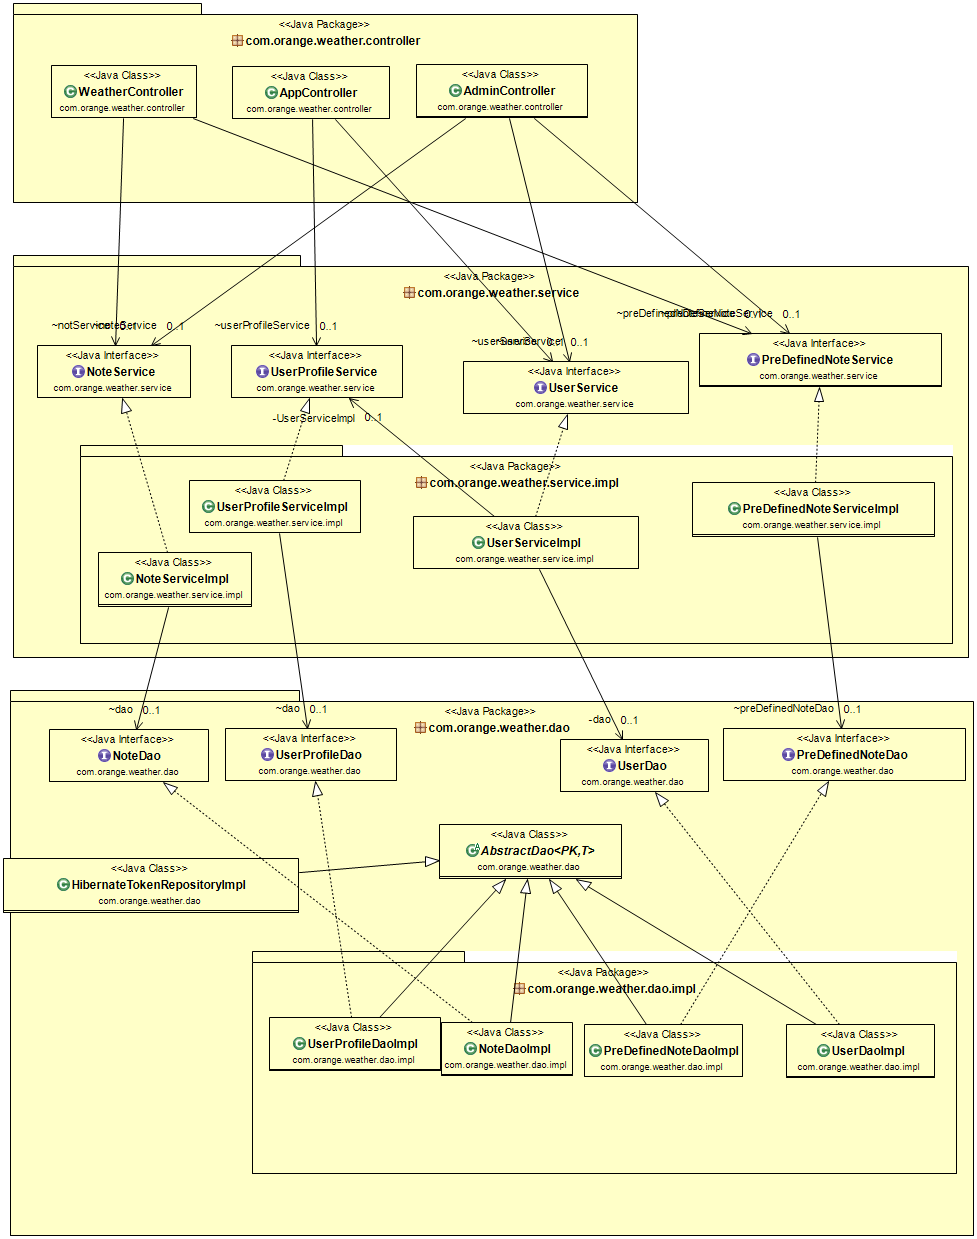 <<Java Package>>
com.orange.weather.controller
<<Java Class>>
WeatherController
com.orange.weather.controller
<<Java Class>>
AppController
com.orange.weather.controller
<<Java Class>>
AdminController
com.orange.weather.controller
<<Java Package>>
com.orange.weather.service
~notService
0..1
~userProfileService 0..1
0..1
0..1
0..1
<<Java Interface>>
NoteService
com.orange.weather.service
<<Java Interface>>
UserProfileService
com.orange.weather.service
<<Java Interface>>
UserService
com.orange.weather.service
<<Java Interface>>
PreDefinedNoteService
com.orange.weather.service
-UserServiceImpl 0..1
<<Java Package>>
com.orange.weather.service.impl
<<Java Class>>
UserProfileServiceImpl
com.orange.weather.service.impl
<<Java Class>>
PreDefinedNoteServiceImpl
com.orange.weather.service.impl
<<Java Class>>
UserServiceImpl
com.orange.weather.service.impl
<<Java Class>>
NoteServiceImpl
com.orange.weather.service.impl
<<Java Package>>
com.orange.weather.dao
~dao 0..1
~dao 0..1
-dao 0..1
~preDefinedNoteDao 0..1
<<Java Interface>>
NoteDao
com.orange.weather.dao
<<Java Interface>>
UserProfileDao
com.orange.weather.dao
<<Java Interface>>
UserDao
com.orange.weather.dao
<<Java Interface>>
PreDefinedNoteDao
com.orange.weather.dao
<<Java Class>>
AbstractDao<PK,T>
com.orange.weather.dao
<<Java Class>>
HibernateTokenRepositoryImpl
com.orange.weather.dao
<<Java Package>>
com.orange.weather.dao.impl
<<Java Class>>
UserProfileDaoImpl
com.orange.weather.dao.impl
<<Java Class>>
NoteDaoImpl
com.orange.weather.dao.impl
<<Java Class>>
PreDefinedNoteDaoImpl
com.orange.weather.dao.impl
<<Java Class>>
UserDaoImpl
com.orange.weather.dao.impl